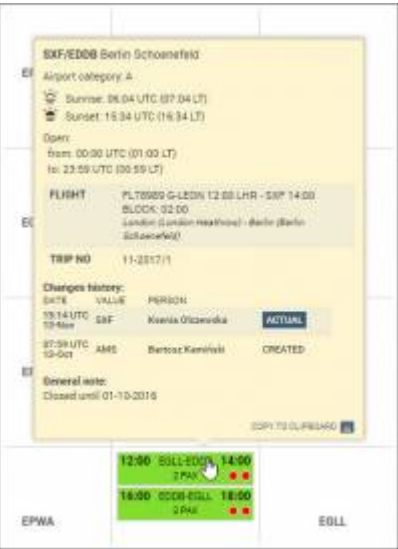 SXF/EDDB Berlin Schoenefeld
Airport category: A
Sunrise: 06:04 UTC (07:04 LT)
Sunset: 15:34 UTC (16:34 LT)
Open:
from: 00:00 UTC (01:00 LT)
to: 23:59 UTC (00:59 LT)
FLIGHT
FL78989 G-LEON 12:00 LHR - SXF 14:00
BLOCK: 02:00
London (London Heathrow) - Berlin (Berlin
Schoenefeld)
TRIP NO 11-2017/1
Changes history:
DATE VALUE PERSON
15:14 UTC
10-Nov
SXF Ksenia Olszewska ACTUAL
07:59 UTC
12-Oct
AMS Bartosz Kamiński CREATED
General note:
Closed until 01-10-2016
COPY TO CLIPBOARD
12:00 EGLL-EDDB 14:00
2 PAX
16:00 EDDB-EGLL 18:00
2 PAX
EPWA EGLL